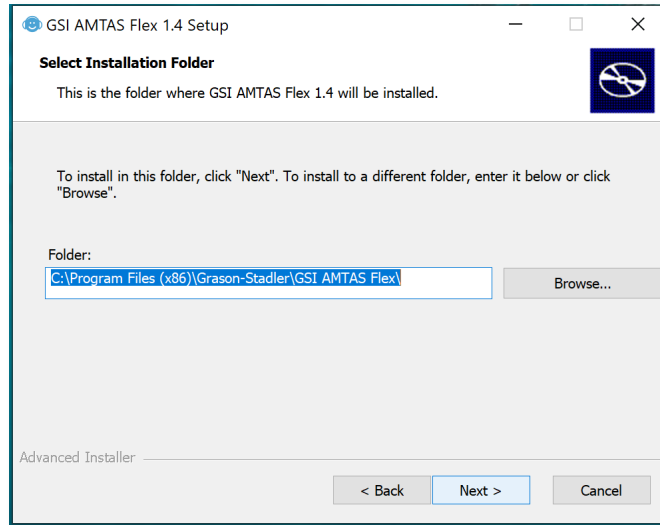 GSI AMTAS Flex 1.4 Setup
Select Installation Folder
This is the folder where GSI AMTAS Flex 1.4 will be installed.
To install in this folder, click "Next". To install to a different folder, enter it below or click
"Browse".
Folder:
C:\Program Files (x86)\Grason-Stadler\GSI AMTAS Flex\
Browse...
Advanced Installer
< Back
Next >
Cancel